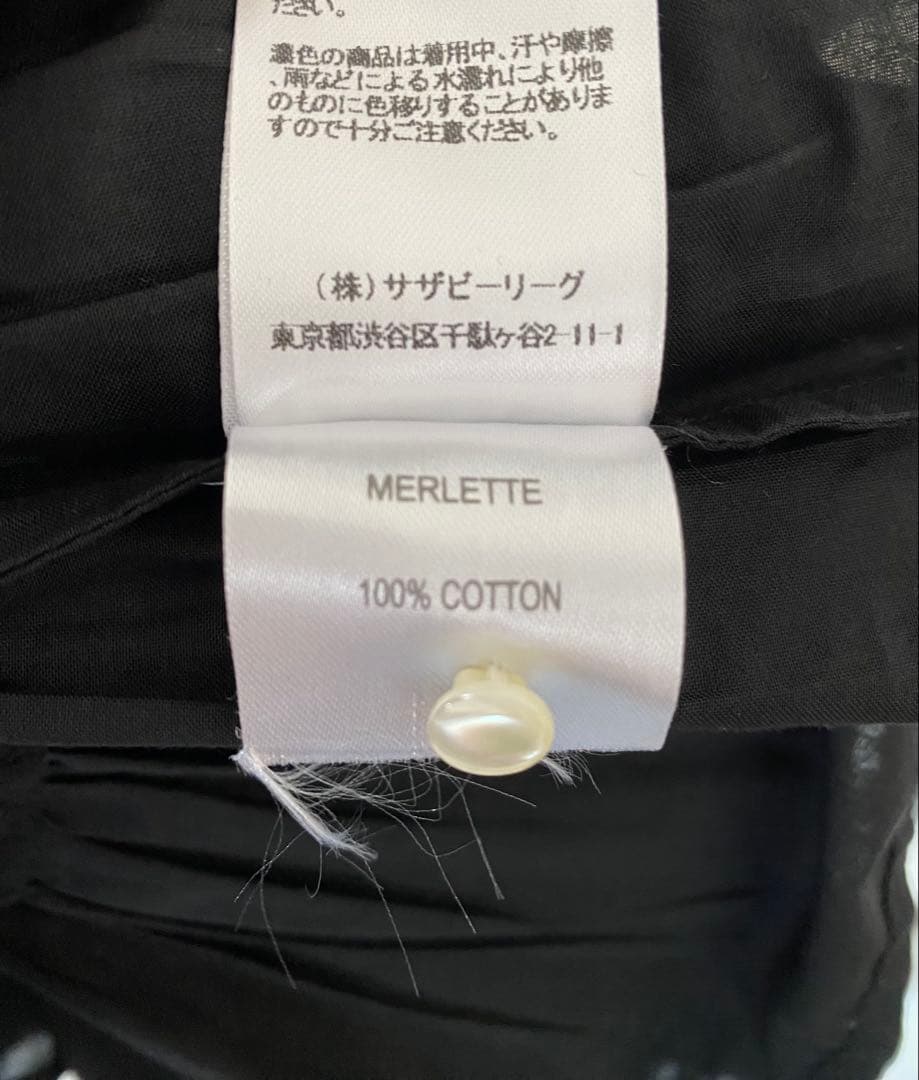 ださい。
濃色の商品は着用中、汗や摩擦
、雨などによる水濡れにより他
のものに色移りすることがありま
すので十分ご注意ください。
（株）サザビーリーグ
東京都渋谷区千駄ヶ谷2-11-1
MERLETTE
100% COTTON